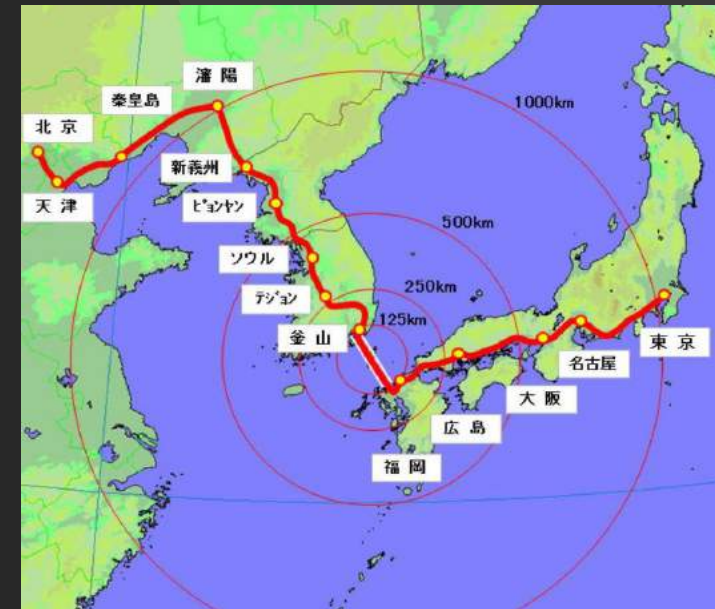 1000km
瀋陽
秦皇島
北京
新義州
天津
ピョンヤン
500km
ソウル
250km
テジョン
125km
釜山
東京
名古屋
大阪
広島
福岡